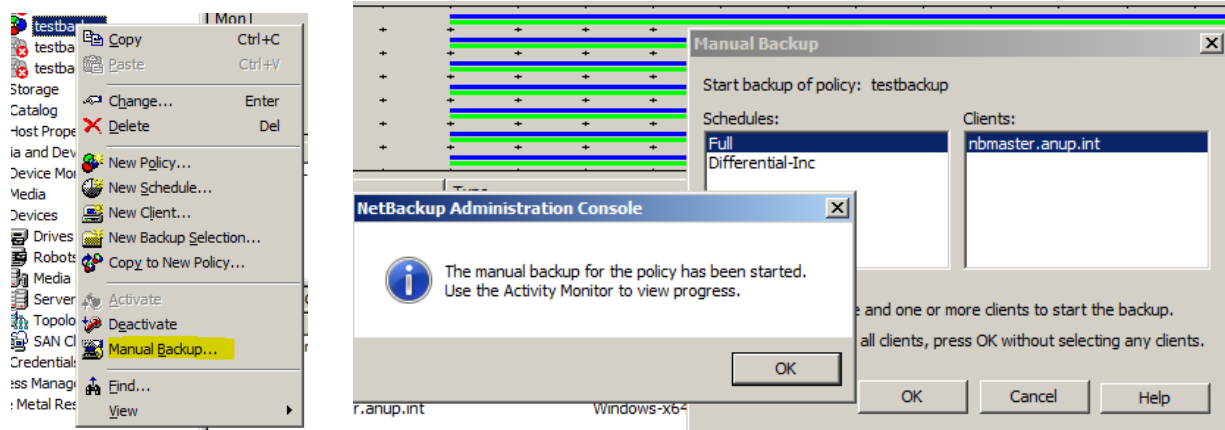 testba
testba
testba
Storage
Catalog
Host Prope
ia and Dev
Device Mon
Media
Devices
Drives
Robots
Media
Server
Topolo
SAN Cl
Credential
ess Manag
Metal Res
Mon
Copy Ctrl+C
Paste Ctrl+V
Change... Enter
Delete Del
New Policy...
New Schedule...
New Client...
New Backup Selection...
Copy to New Policy...
Activate
Deactivate
Manual Backup...
Find...
View
Manual Backup
Start backup of policy: testbackup
Schedules: Clients:
Full nbmaster.anup.int
Differential-Inc
NetBackup Administration Console
The manual backup for the policy has been started.
Use the Activity Monitor to view progress.
OK
e and one or more clients to start the backup.
all clients, press OK without selecting any clients.
OK Cancel Help
r.anup.int Windows-x64